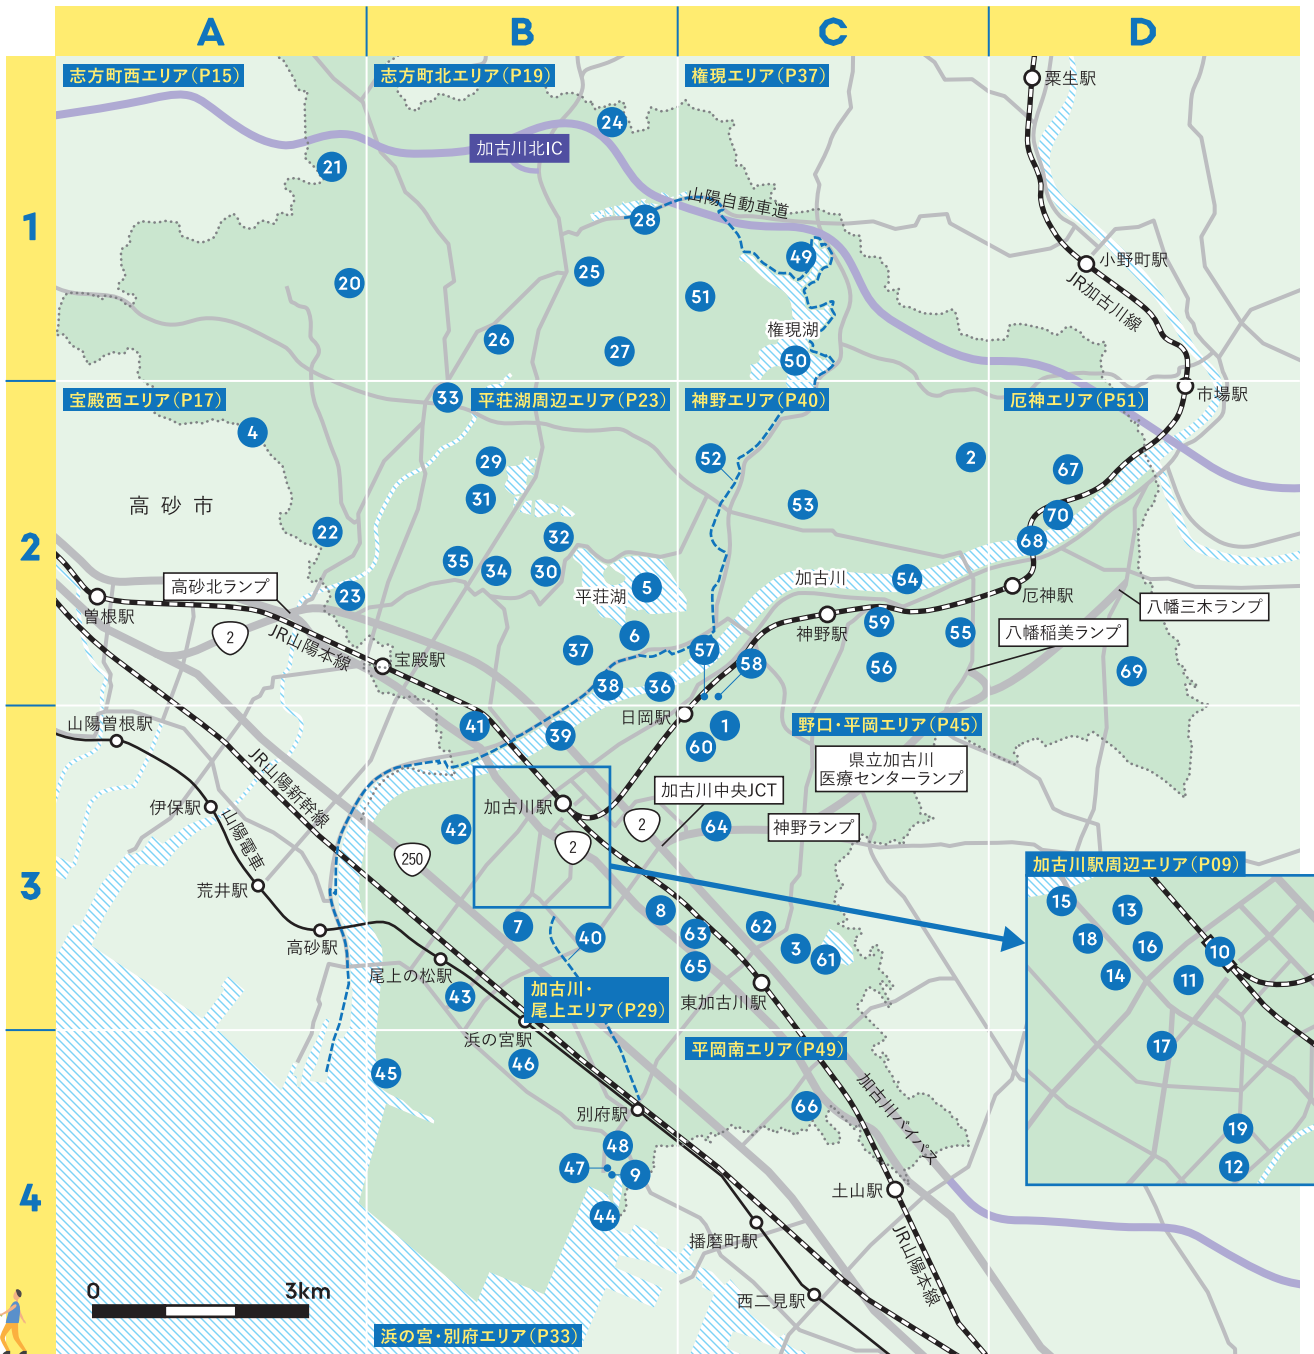 A B C D
1
2
3
4
志方町西エリア(P15)
志方町北エリア(P19)
権現エリア(P37)
粟生駅
24
加古川北IC
21
山陽自動車道
28
49
小野町駅
JR加古川線
25
20
51
権現湖
26
27
50
宝殿西エリア(P17)
33
平荘湖周辺エリア(P23)
神野エリア(P40)
厄神エリア(P51)
市場駅
4
29
52
2
67
高砂市
31
53
70
22
32
68
35
34
30
平荘湖
5
加古川
54
厄神駅
高砂北ランプ
23
曽根駅
2
JR山陽本線
宝殿駅
37
6
57
58
神野駅
59
55
56
八幡三木ランプ
八幡稲美ランプ
69
38
36
山陽曽根駅
41
39
日岡駅
1
60
野口・平岡エリア(P45)
県立加古川
医療センターランプ
JR山陽新幹線
伊保駅
山陽電車
加古川駅
加古川中央JCT
42
2
2
64
神野ランプ
250
荒井駅
高砂駅
7
40
8
63
62
3
61
65
東加古川駅
尾上の松駅
43
加古川・
尾上エリア(P29)
加古川駅周辺エリア(P09)
15
13
18
16
10
14
11
17
19
12
浜の宮駅
平岡南エリア(P49)
45
46
加古川バイパス
別府駅
66
48
47
9
44
土山駅
播磨町駅
JR山陽本線
西二見駅
0 3km
浜の宮・別府エリア(P33)